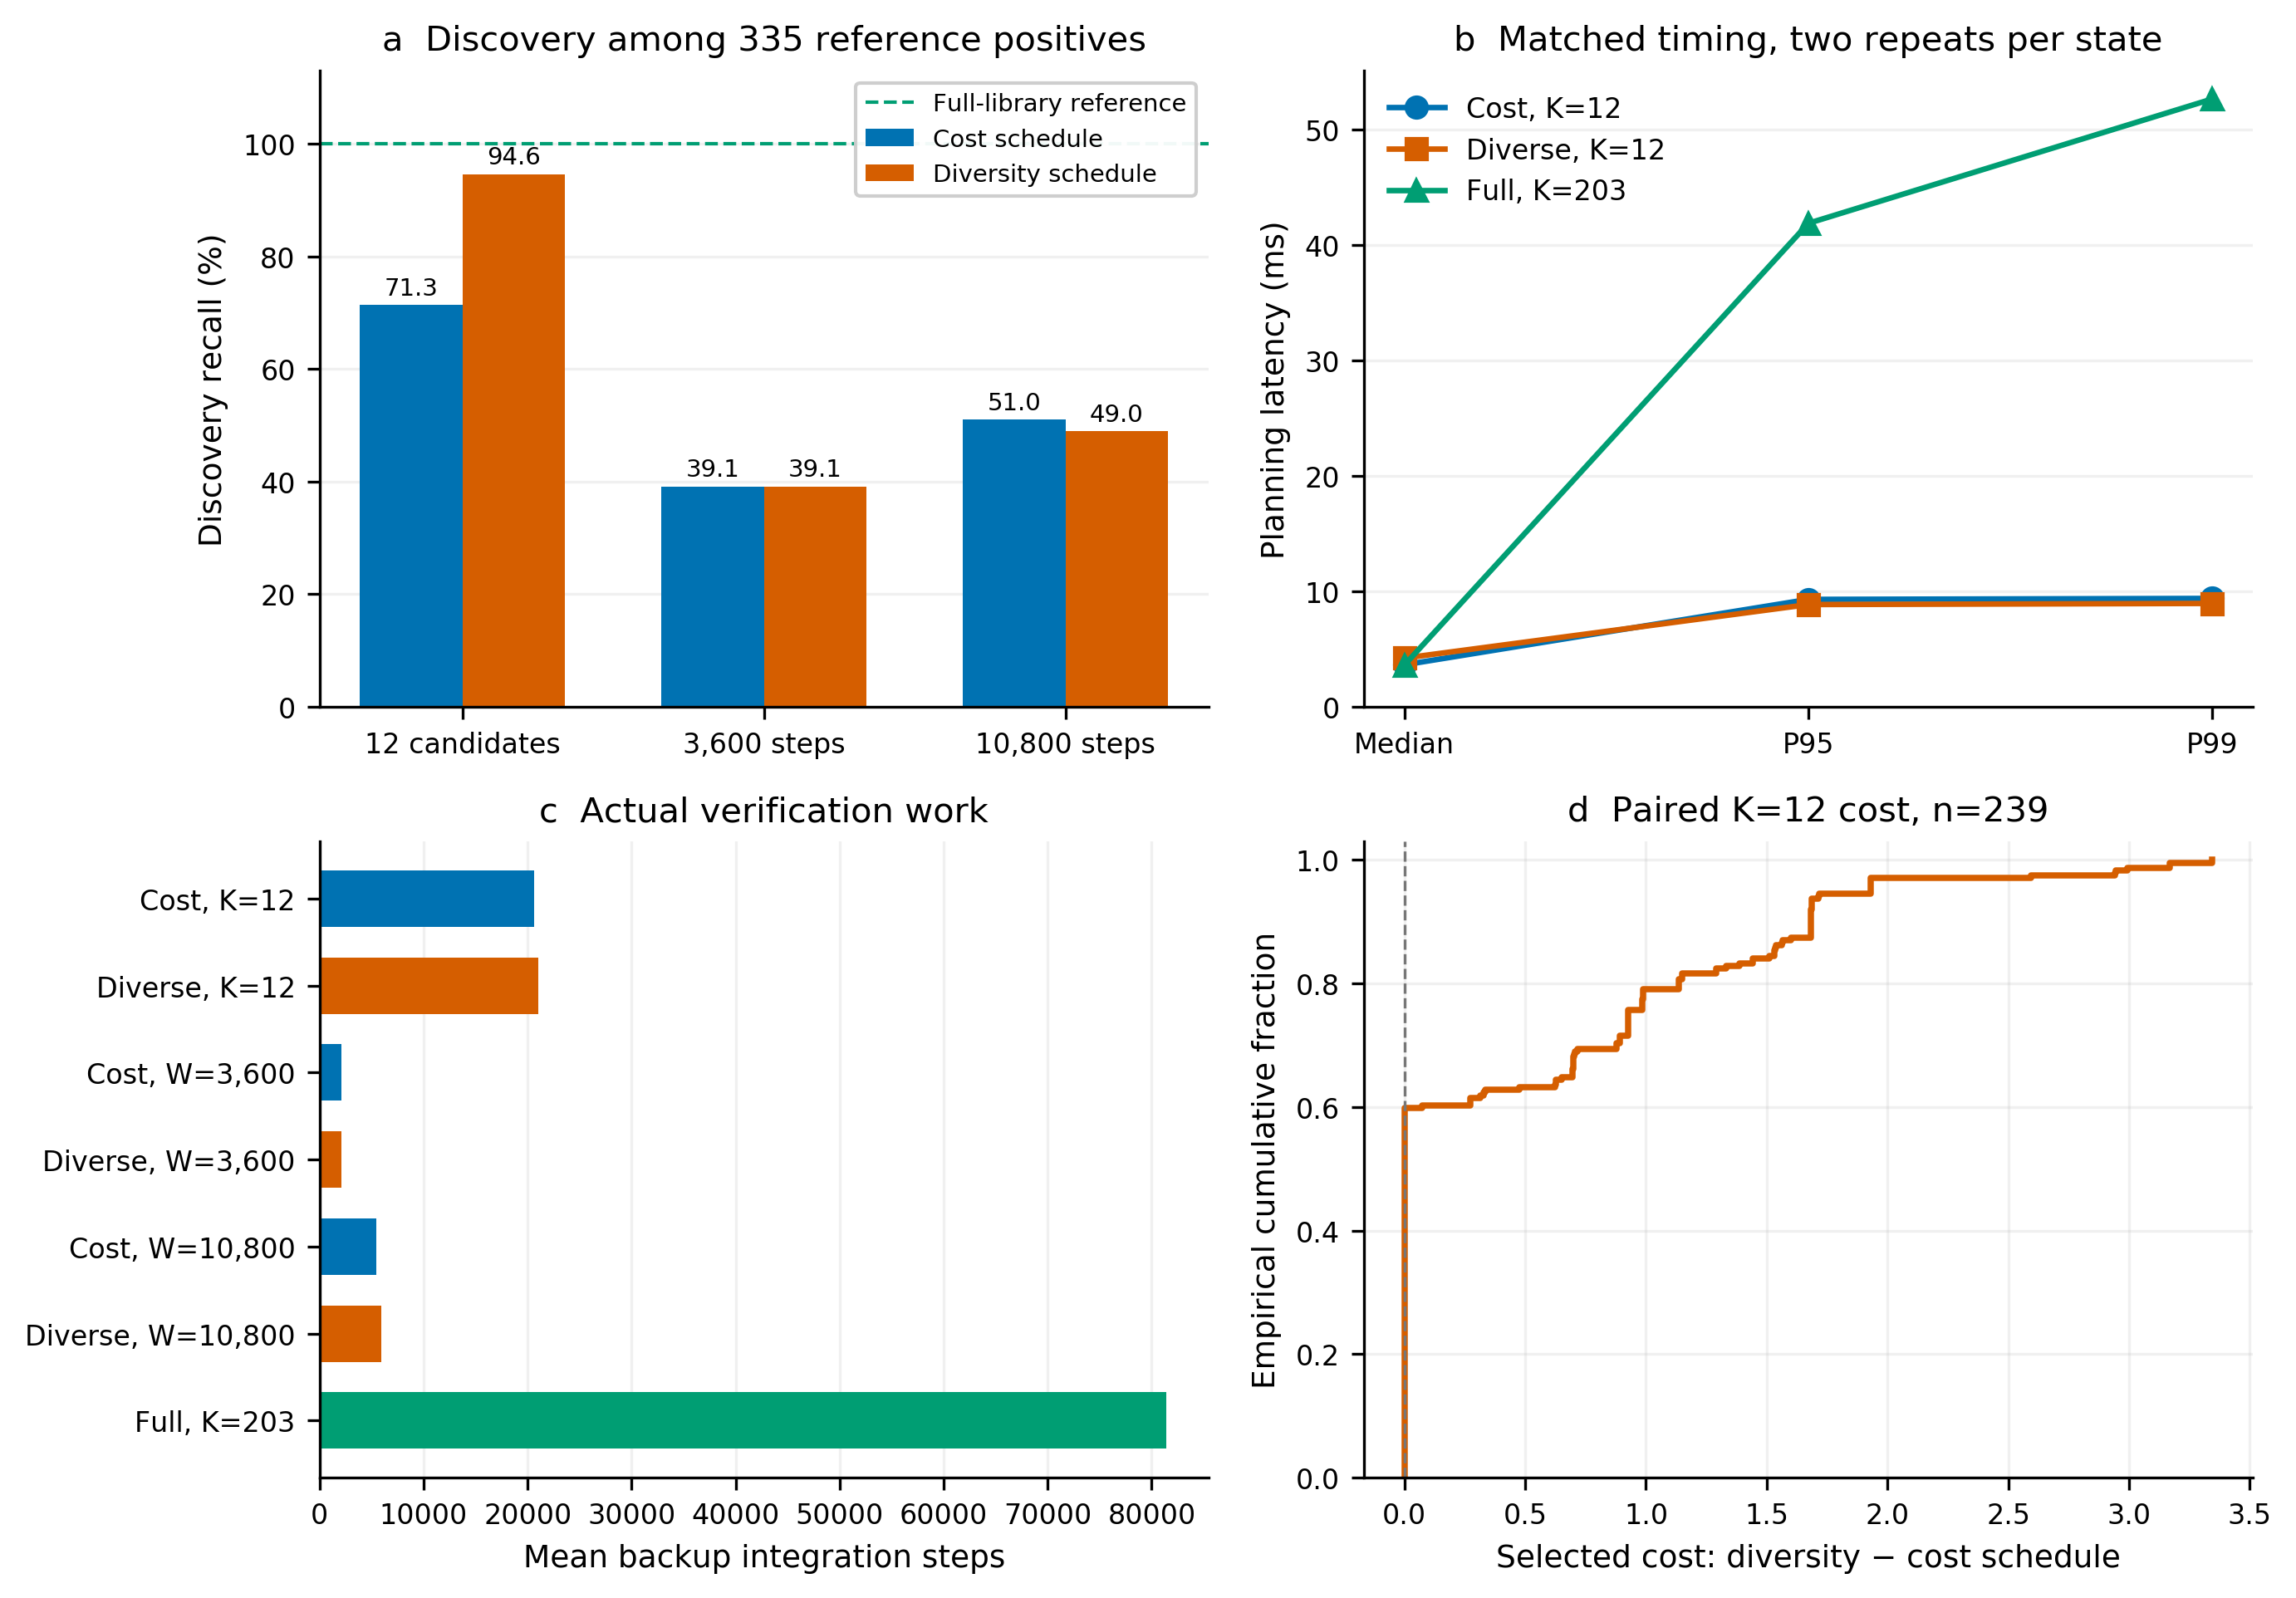 a  Discovery among 335 reference positives
Discovery recall (%)
100
80
60
40
20
0
Full-library reference
Cost schedule
Diversity schedule
71.3
94.6
39.1
39.1
51.0
49.0
12 candidates
3,600 steps
10,800 steps
b  Matched timing, two repeats per state
Planning latency (ms)
50
40
30
20
10
0
Cost, K=12
Diverse, K=12
Full, K=203
Median
P95
P99
c  Actual verification work
Cost, K=12
Diverse, K=12
Cost, W=3,600
Diverse, W=3,600
Cost, W=10,800
Diverse, W=10,800
Full, K=203
0 10000 20000 30000 40000 50000 60000 70000 80000
Mean backup integration steps
d  Paired K=12 cost, n=239
Empirical cumulative fraction
1.0
0.8
0.6
0.4
0.2
0.0
0.0 0.5 1.0 1.5 2.0 2.5 3.0 3.5
Selected cost: diversity − cost schedule